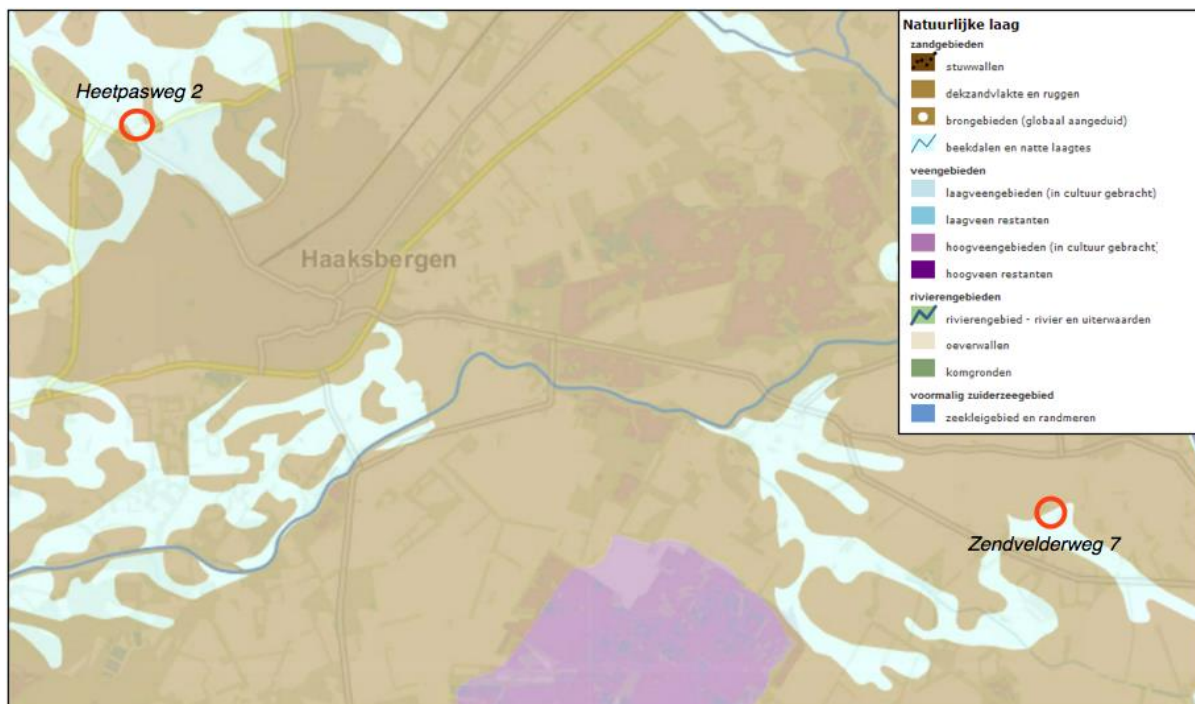 Natuurlijke laag
zandgebieden
stuwwallen
dekzandvlakte en ruggen
brongebieden (globaal aangeduid)
beekdalen en natte laagtes
veengebieden
laagveengebieden (in cultuur gebracht)
laagveen restanten
hoogveengebieden (in cultuur gebracht)
hoogveen restanten
rivierengebieden
rivierengebied - rivier en uiterwaarden
oeverwallen
komgronden
voormalig zuiderzeegebied
zeekleigebied en randmeren
Heetpasweg 2
Haaksbergen
Zendvelderweg 7